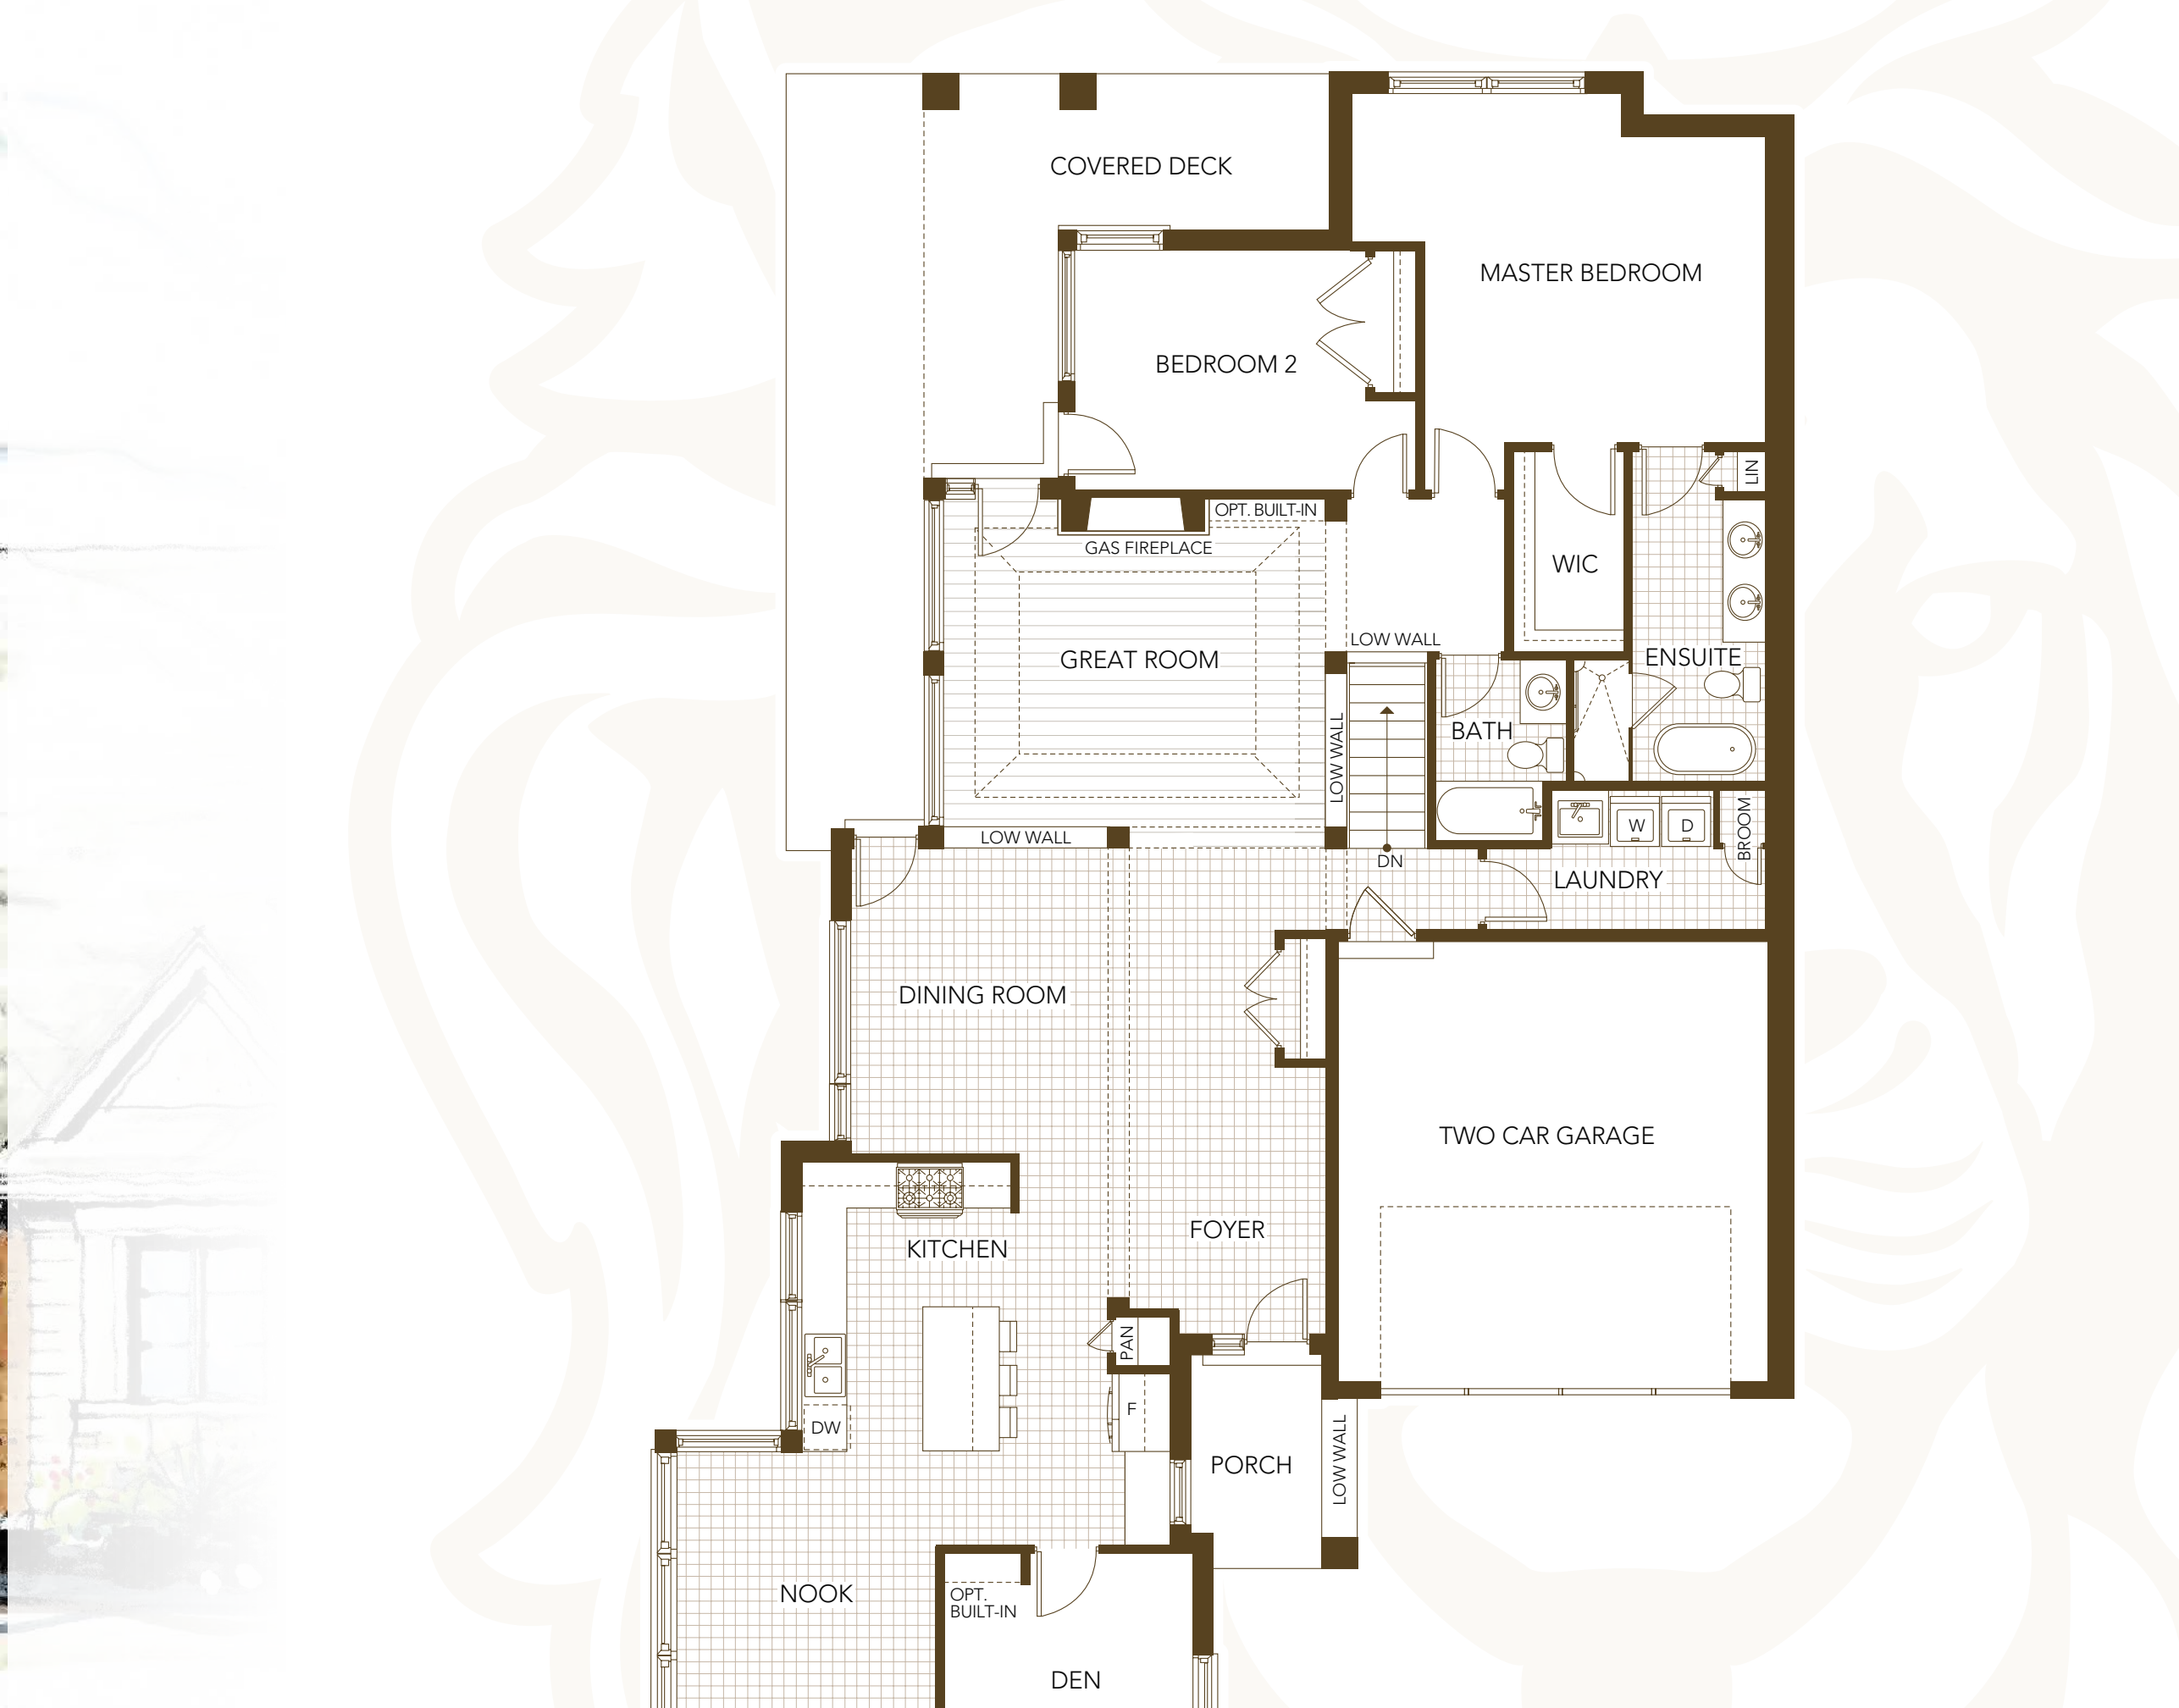 COVERED DECK
MASTER BEDROOM
BEDROOM 2
LIN
OPT. BUILT-IN
GAS FIREPLACE
WIC
LOW WALL
GREAT ROOM
ENSUITE
BATH
LOW WALL
W
D
BROOM
LOW WALL
DN
LAUNDRY
DINING ROOM
TWO CAR GARAGE
FOYER
KITCHEN
PAN
F
DW
PORCH
LOW WALL
NOOK
OPT.
BUILT-IN
DEN